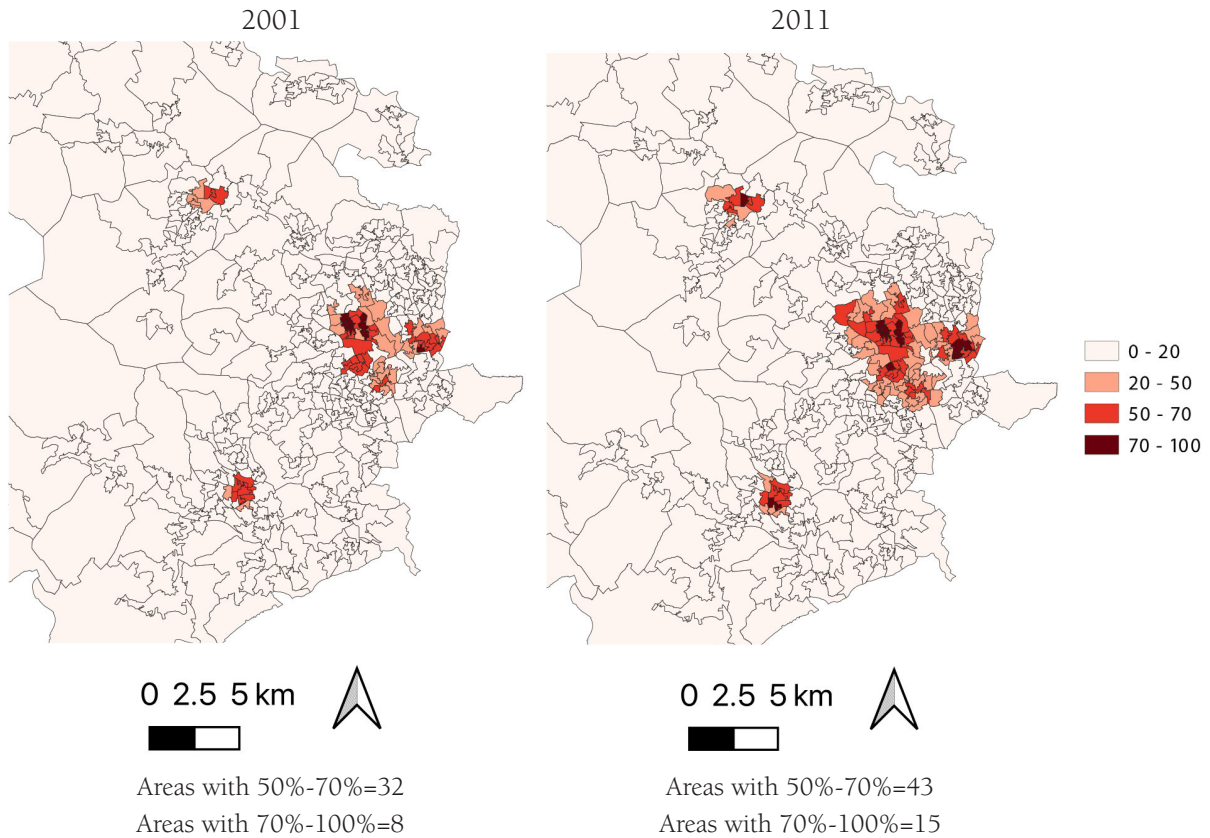 2001
2011
0 - 20
20 - 50
50 - 70
70 - 100
0 2.5 5 km
0 2.5 5 km
Areas with 50%-70%=32
Areas with 50%-70%=43
Areas with 70%-100%=8
Areas with 70%-100%=15